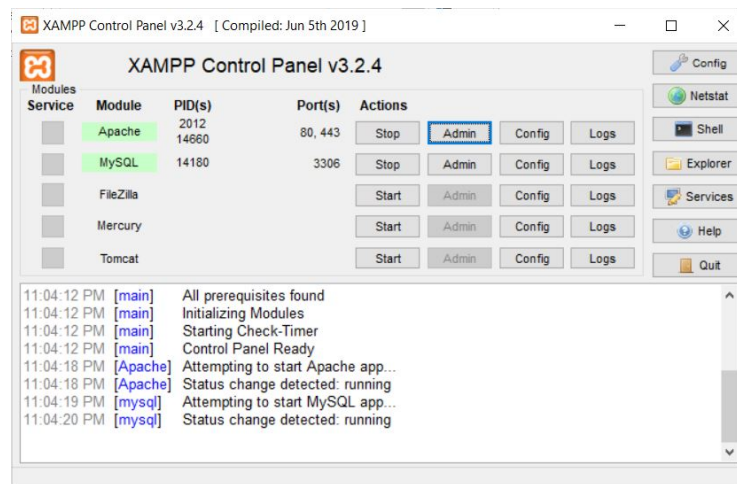 XAMPP Control Panel v3.2.4 [ Compiled: Jun 5th 2019 ]
XAMPP Control Panel v3.2.4
Config
Modules
Service Module PID(s) Port(s) Actions
Netstat
Apache 2012 14660 80, 443 Stop Admin Config Logs
Shell
MySQL 14180 3306 Stop Admin Config Logs
Explorer
FileZilla Start Admin Config Logs
Services
Mercury Start Admin Config Logs
Help
Tomcat Start Admin Config Logs
Quit
11:04:12 PM [main] All prerequisites found
11:04:12 PM [main] Initializing Modules
11:04:12 PM [main] Starting Check-Timer
11:04:12 PM [main] Control Panel Ready
11:04:18 PM [Apache] Attempting to start Apache app...
11:04:18 PM [Apache] Status change detected: running
11:04:19 PM [mysql] Attempting to start MySQL app...
11:04:20 PM [mysql] Status change detected: running